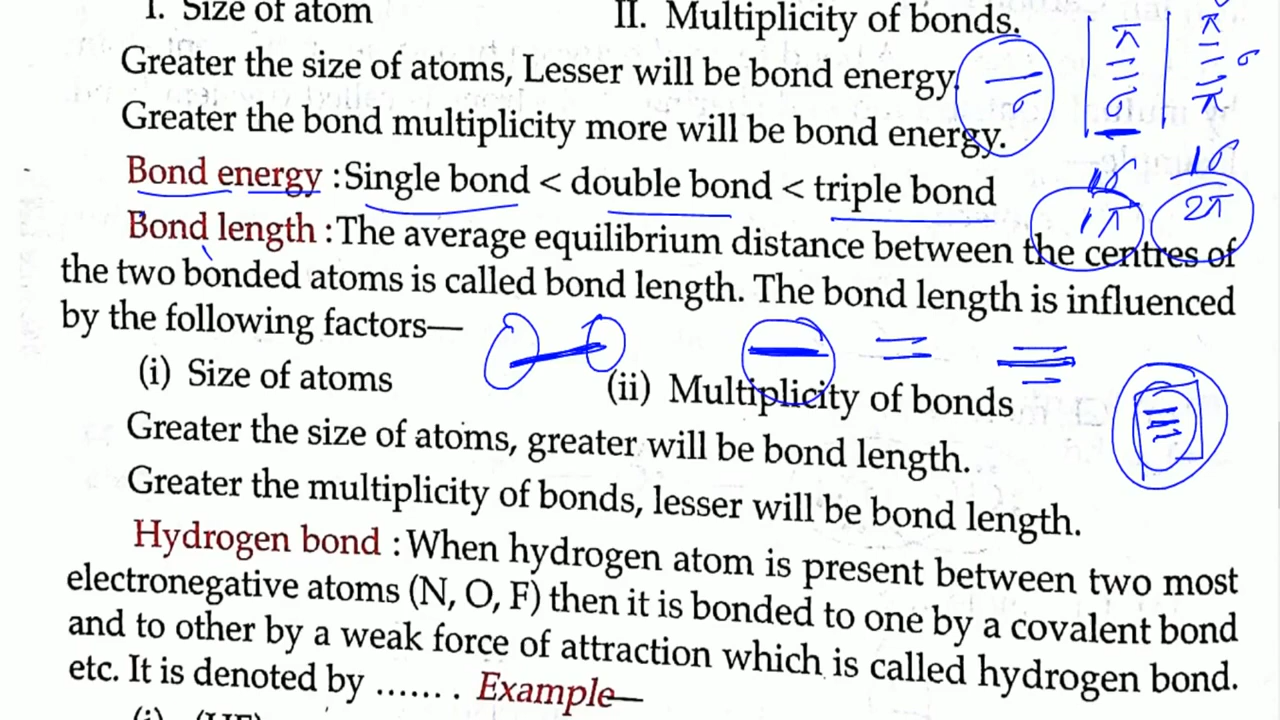 I. Size of atom II. Multiplicity of bonds.
Greater the size of atoms, Lesser will be bond energy.
Greater the bond multiplicity more will be bond energy.
Bond energy : Single bond < double bond < triple bond
Bond length : The average equilibrium distance between the centres of
the two bonded atoms is called bond length. The bond length is influenced
by the following factors—
(i) Size of atoms (ii) Multiplicity of bonds
Greater the size of atoms, greater will be bond length.
Greater the multiplicity of bonds, lesser will be bond length.
Hydrogen bond : When hydrogen atom is present between two most
electronegative atoms (N, O, F) then it is bonded to one by a covalent bond
and to other by a weak force of attraction which is called hydrogen bond.
etc. It is denoted by ....... . Example—
σ
π
σ
π
π
σ
1σ
1π
2π